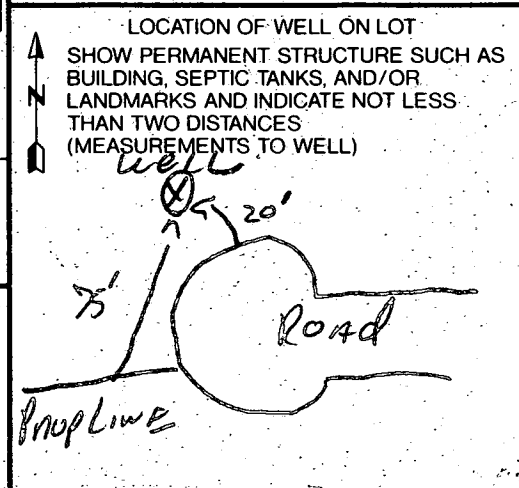 LOCATION OF WELL ON LOT
SHOW PERMANENT STRUCTURE SUCH AS
BUILDING, SEPTIC TANKS, AND/OR
N LANDMARKS AND INDICATE NOT LESS
THAN TWO DISTANCES
(MEASUREMENTS TO WELL)
well
X
20'
75'
ROAD
PROP LINE